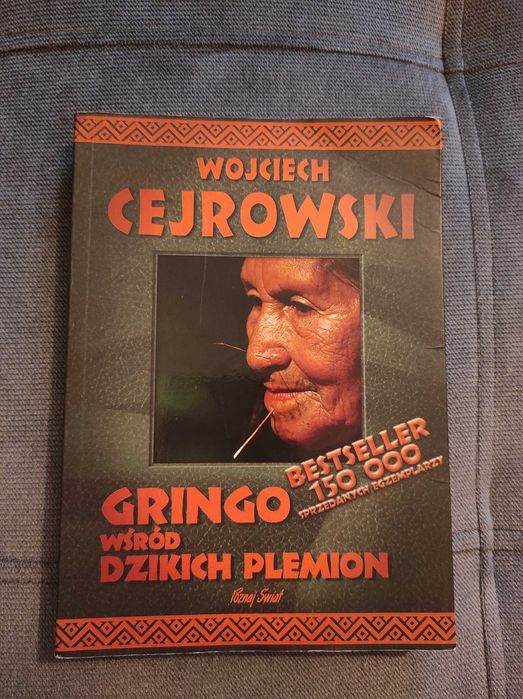 WOJCIECH
CEJROWSKI
BESTSELLER
150 000
SPRZEDANYCH EGZEMPLARZY
GRINGO
WŚRÓD
DZIKICH PLEMION
Poznaj Świat